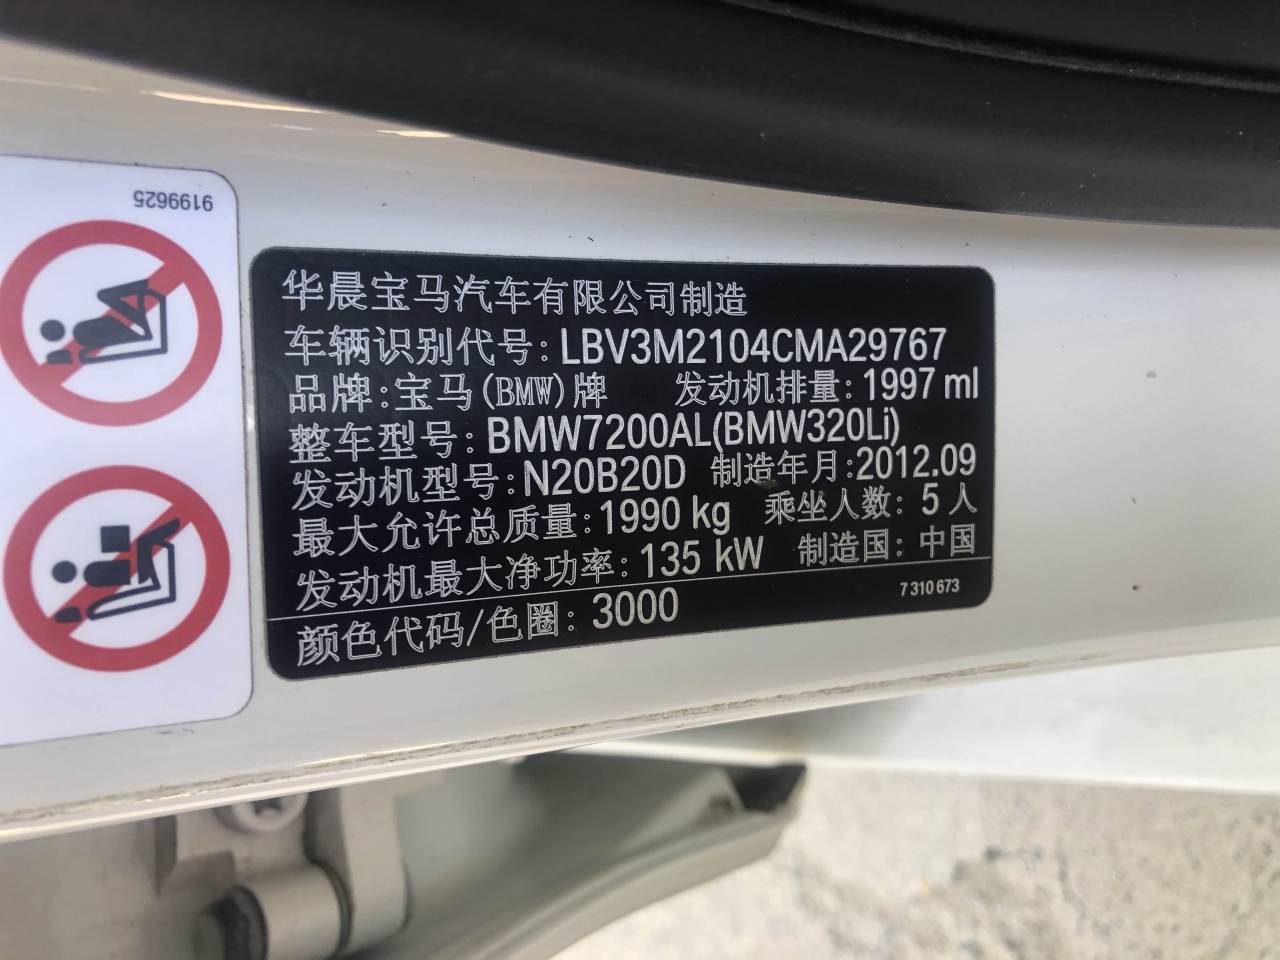 9199625
华晨宝马汽车有限公司制造
车辆识别代号: LBV3M2104CMA29767
品牌:宝马(BMW)牌 发动机排量: 1997 ml
整车型号: BMW7200AL(BMW320Li)
发动机型号: N20B20D 制造年月:2012.09
最大允许总质量: 1990 kg 乘坐人数: 5 人
发动机最大净功率: 135 kW 制造国: 中国
颜色代码/色圈: 3000 7 310 673